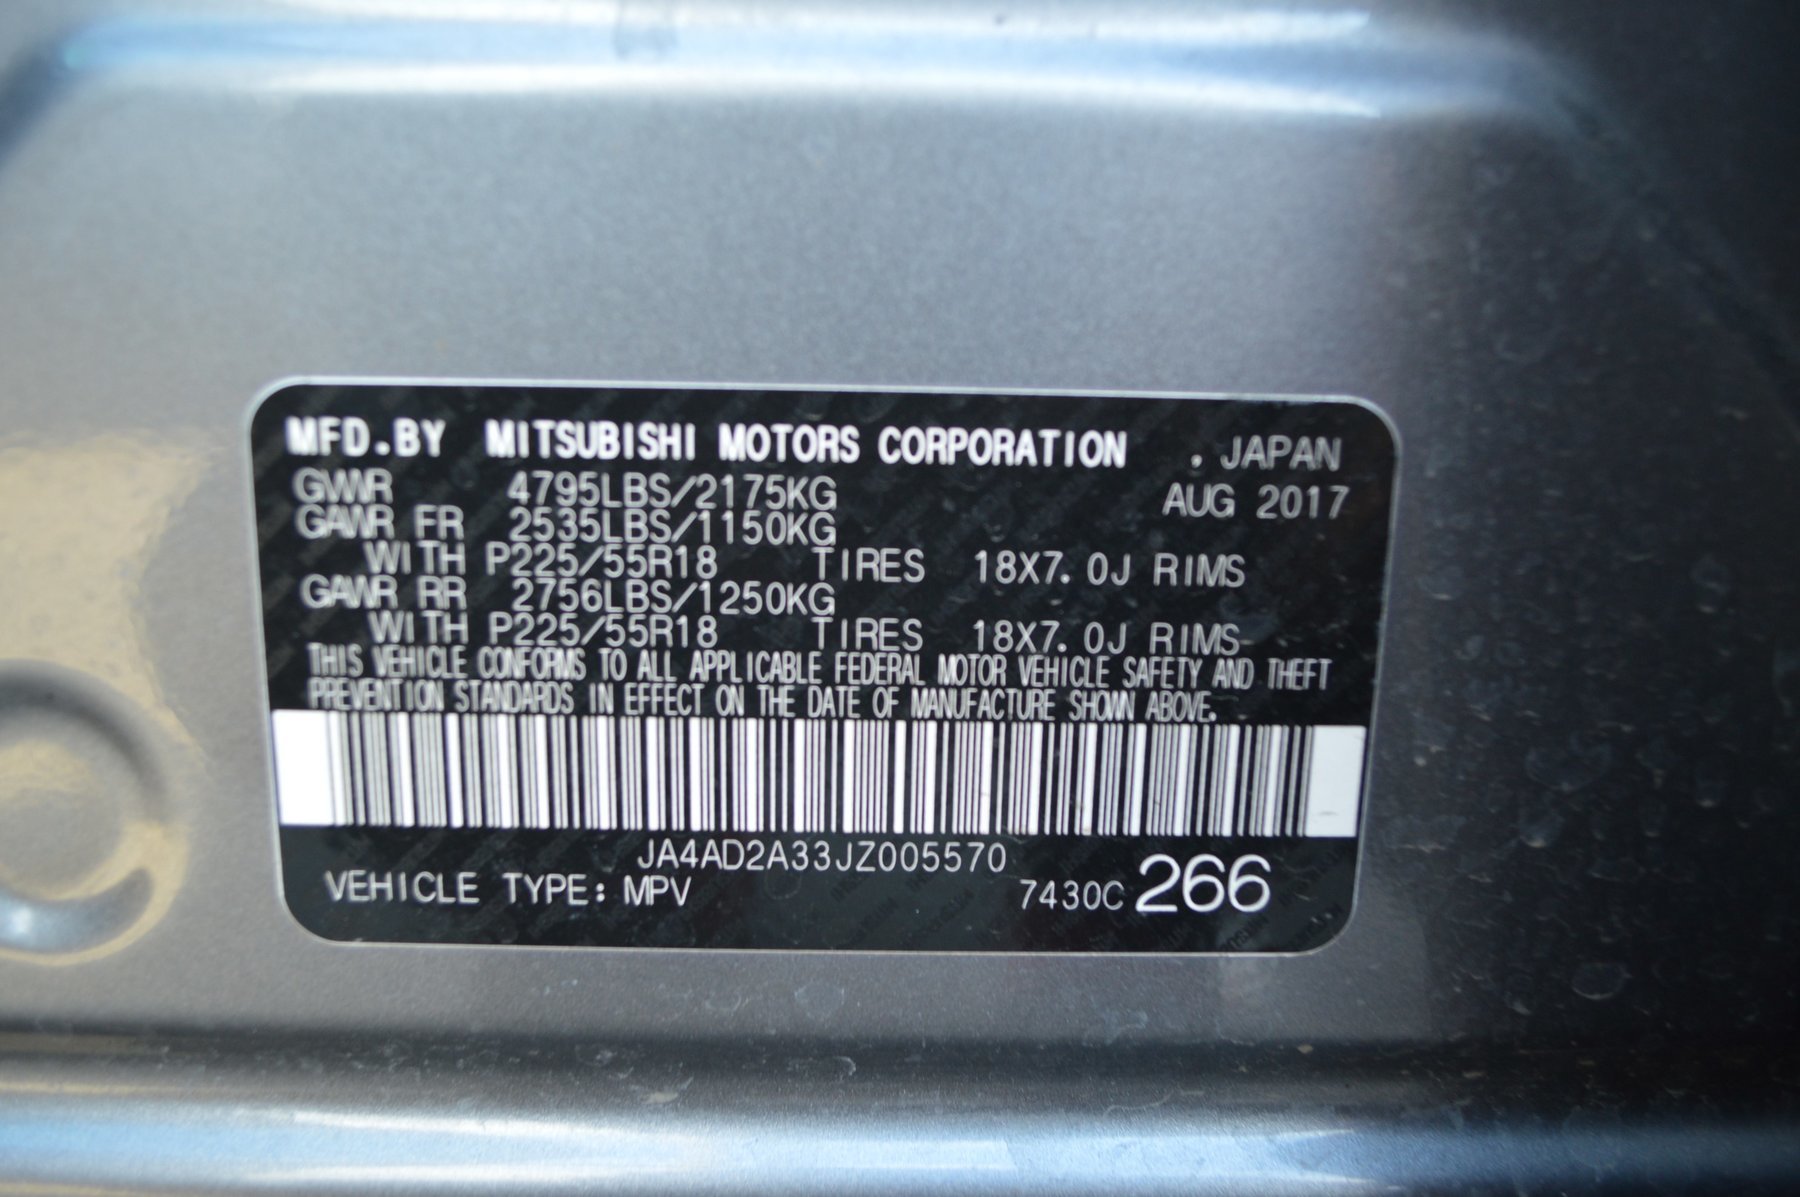 MFD.BY MITSUBISHI MOTORS CORPORATION , JAPAN
GVWR 4795LBS/2175KG AUG 2017
GAWR FR 2535LBS/1150KG
WITH P225/55R18 TIRES 18X7.0J RIMS
GAWR RR 2756LBS/1250KG
WITH P225/55R18 TIRES 18X7.0J RIMS
THIS VEHICLE CONFORMS TO ALL APPLICABLE FEDERAL MOTOR VEHICLE SAFETY AND THEFT
PREVENTION STANDARDS IN EFFECT ON THE DATE OF MANUFACTURE SHOWN ABOVE.
JA4AD2A33JZ005570
VEHICLE TYPE: MPV 7430C 266